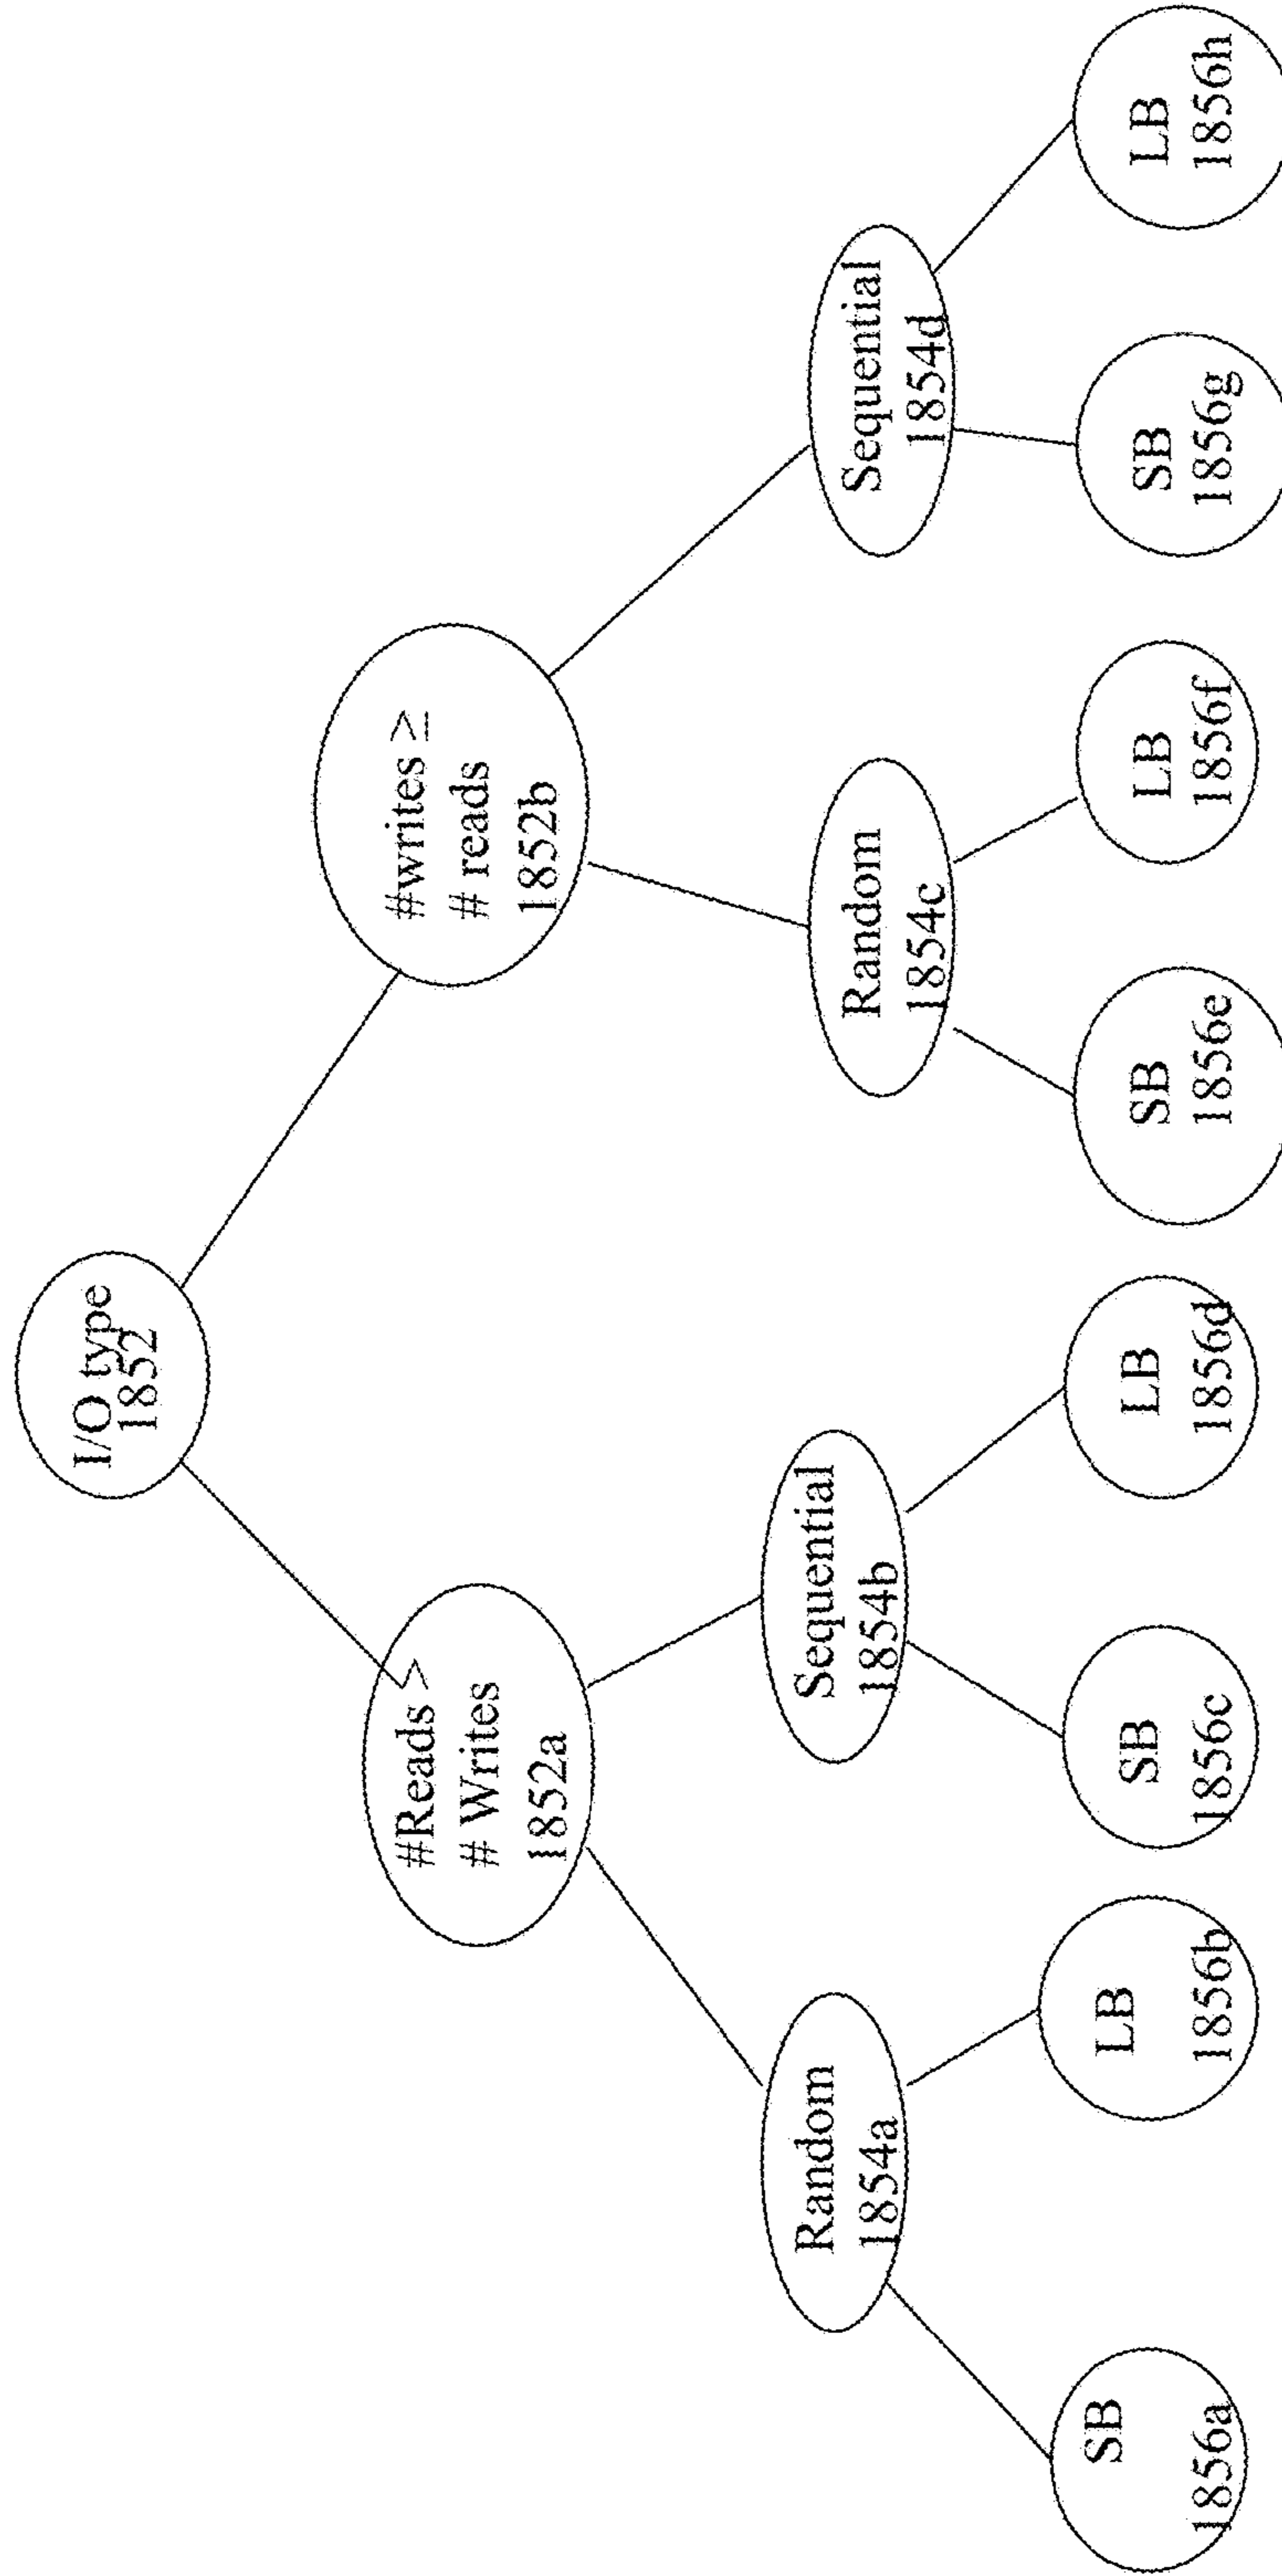 I/O type
1852
#Reads >
# Writes
1852a
#writes ≥
# reads
1852b
Random
1854a
Sequential
1854b
Random
1854c
Sequential
1854d
SB
1856a
LB
1856b
SB
1856c
LB
1856d
SB
1856e
LB
1856f
SB
1856g
LB
1856h